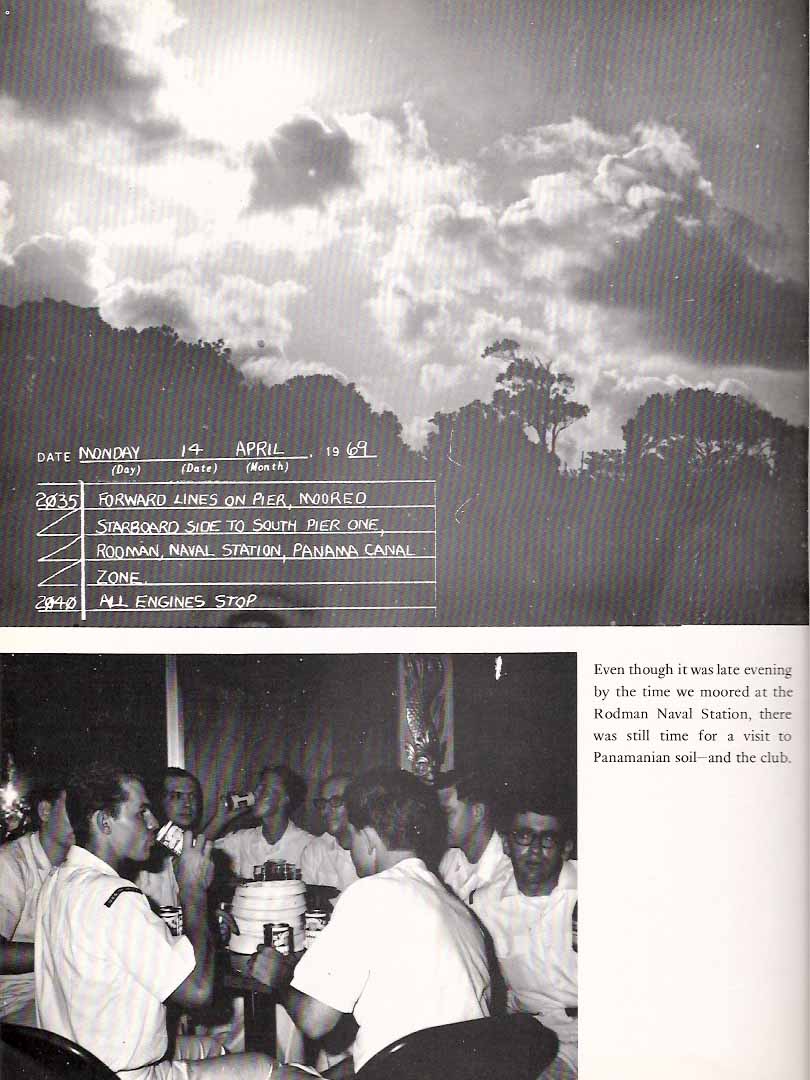 DATE MONDAY 14 APRIL, 1969
(Day) (Date) (Month)
2035 FORWARD LINES ON PIER, MOORED
STARBOARD SIDE TO SOUTH PIER ONE,
RODMAN, NAVAL STATION, PANAMA CANAL
ZONE.
2040 ALL ENGINES STOP
Even though it was late evening
by the time we moored at the
Rodman Naval Station, there
was still time for a visit to
Panamanian soil—and the club.